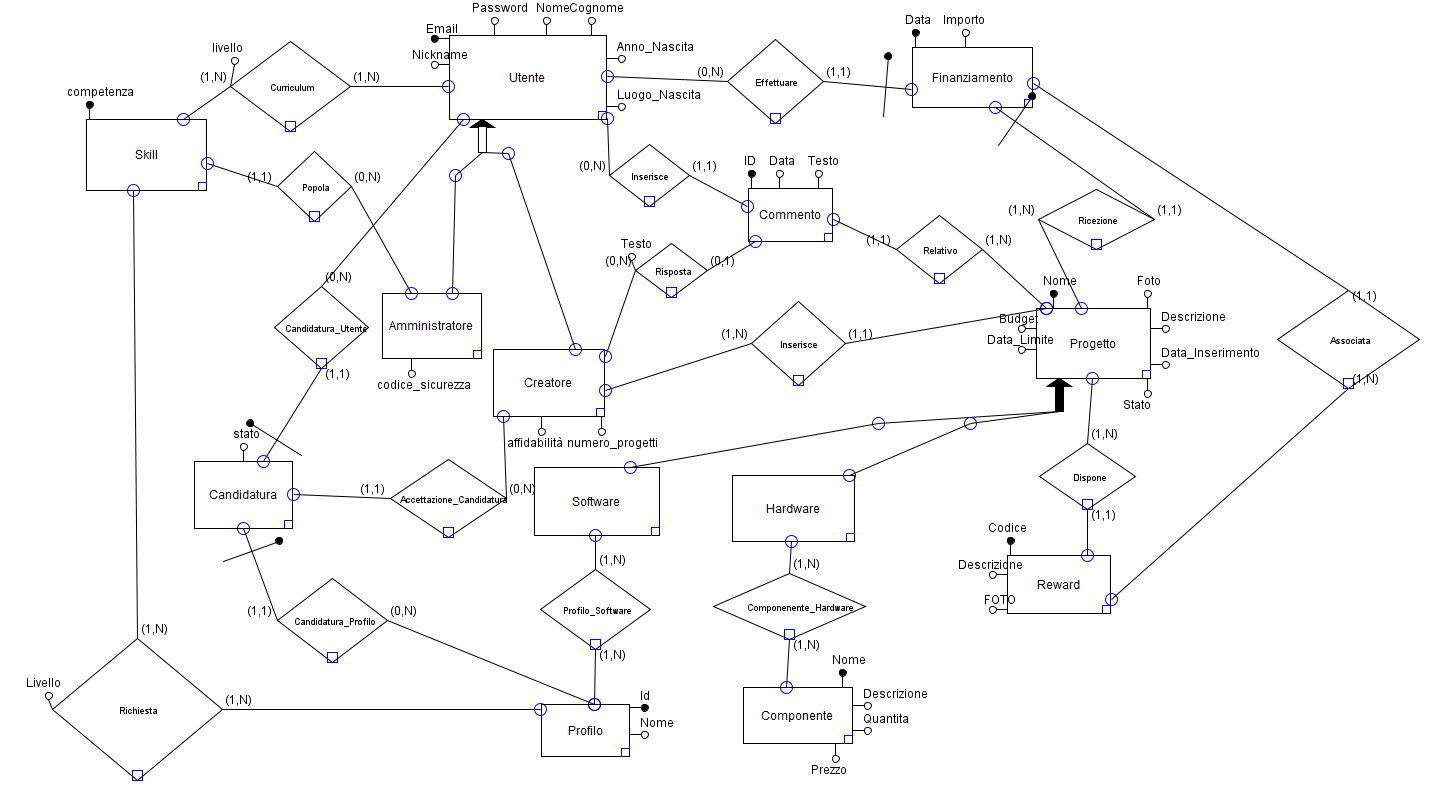 Password
NomeCognome
Email
Nickname
Utente
Anno_Nascita
Luogo_Nascita
livello
(1,N)
Curriculum
(1,N)
(0,N)
Effettuare
(1,1)
Data
Importo
Finanziamento
competenza
Skill
(1,1)
Popola
(0,N)
(0,N)
Inserisce
(1,1)
ID
Data
Testo
Commento
(1,1)
Relativo
(1,N)
(1,N)
Ricezione
(1,1)
Testo
(0,N)
Risposta
(0,1)
(0,N)
Candidatura_Utente
(1,1)
Amministratore
codice_sicurezza
Creatore
affidabilità
numero_progetti
(1,N)
Inserisce
(1,1)
Nome
Foto
Budget
Data_Limite
Progetto
Descrizione
Data_Inserimento
Stato
(1,1)
Associata
(1,N)
stato
Candidatura
(1,1)
Accettazione_Candidatura
(0,N)
Software
Hardware
(1,N)
Dispone
(1,1)
Codice
Descrizione
FOTO
Reward
(1,N)
Profilo_Software
(1,N)
(1,N)
Componenente_Hardware
(1,N)
(1,1)
Candidatura_Profilo
(0,N)
(1,N)
Livello
Richiesta
(1,N)
Id
Nome
Profilo
Nome
Descrizione
Quantita
Componente
Prezzo